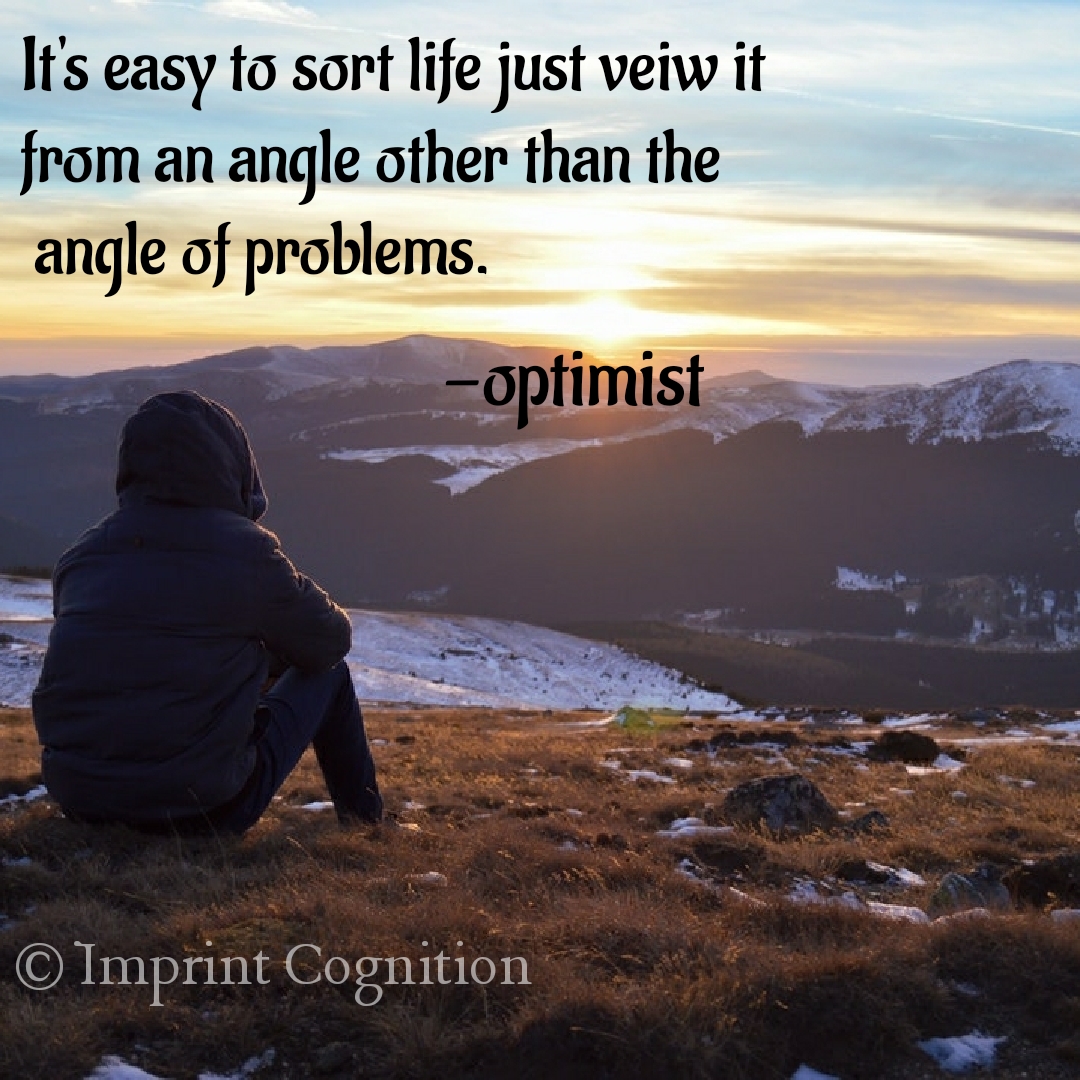 It's easy to sort life just veiw it
from an angle other than the
angle of problems.
–optimist
© Imprint Cognition